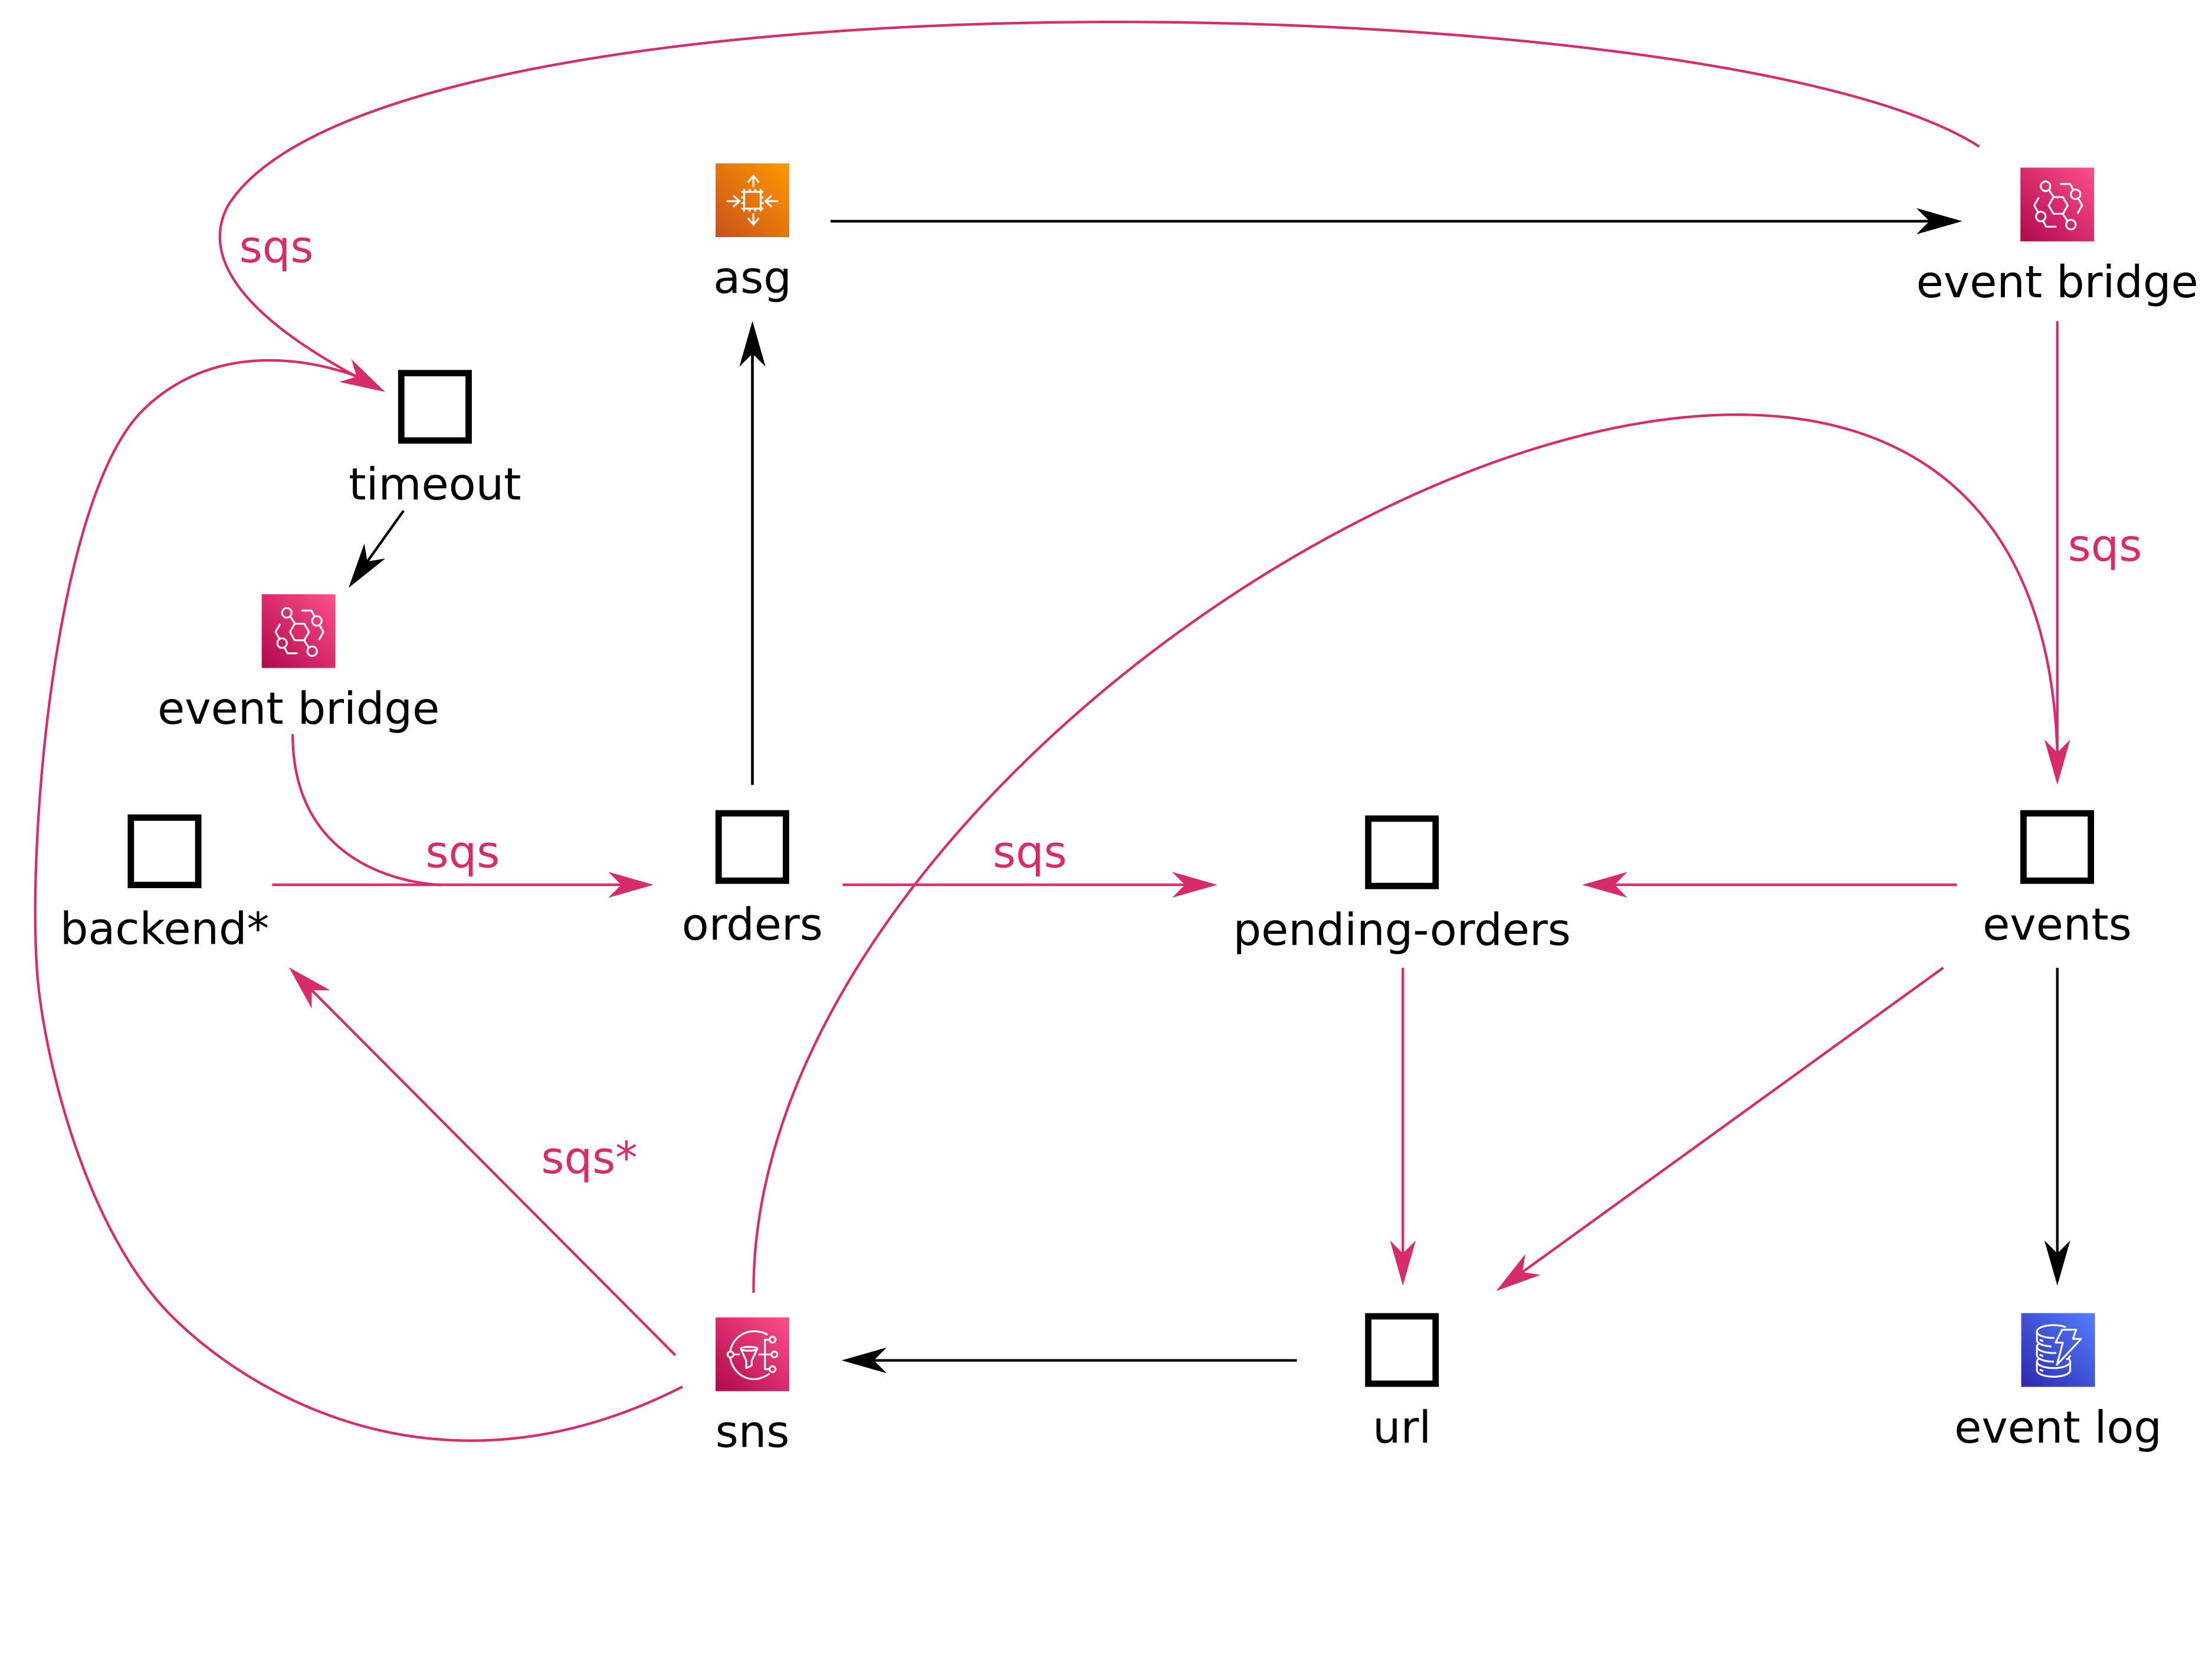 sqs
asg
event bridge
timeout
sqs
event bridge
sqs
sqs
backend*
orders
pending-orders
events
sqs*
sns
url
event log